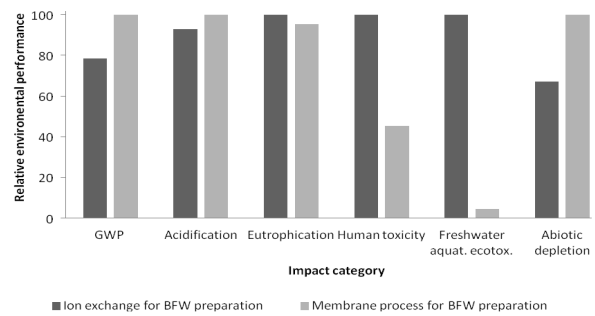 Relative environental performance
100
80
60
40
20
0
GWP
Acidification
Eutrophication
Human toxicity
Freshwater
aquat. ecotox.
Abiotic
depletion
Impact category
Ion exchange for BFW preparation
Membrane process for BFW preparation